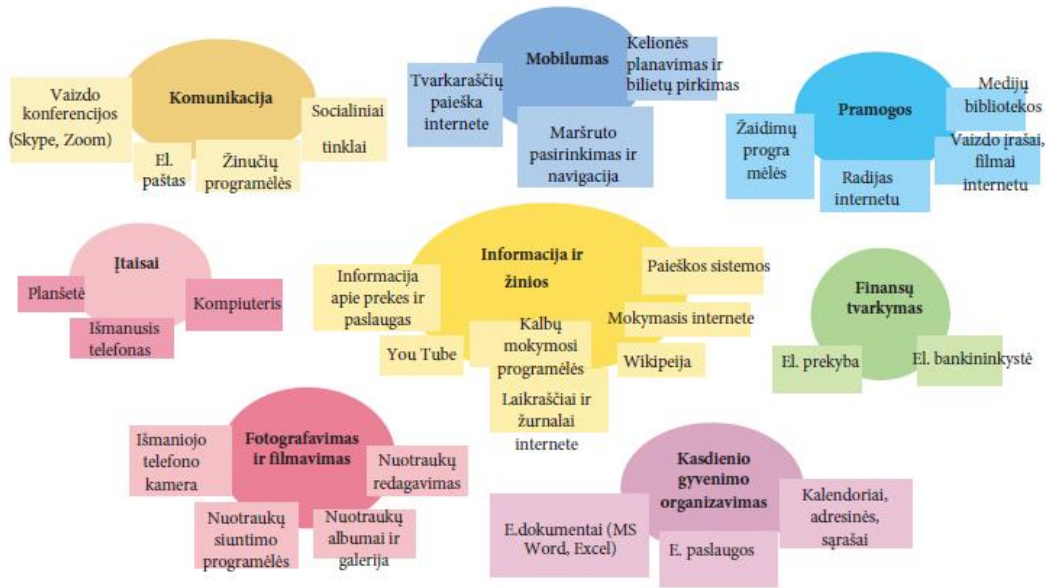 Komunikacija
Vaizdo
konferencijos
(Skype, Zoom)
El.
paštas
Žinučių
programėlės
Socialiniai
tinklai
Mobilumas
Tvarkaraščių
paieška
internete
Maršruto
pasirinkimas ir
navigacija
Kelionės
planavimas ir
bilietų pirkimas
Pramogos
Žaidimų
progra
mėlės
Radijas
internetu
Vaizdo įrašai,
filmai
internetu
Medijų
bibliotekos
Įtaisai
Planšetė
Išmanusis
telefonas
Kompiuteris
Informacija ir
žinios
Informacija
apie prekes ir
paslaugas
You Tube
Kalbų
mokymosi
programėlės
Laikraščiai ir
žurnalai
internete
Paieškos sistemos
Mokymasis internete
Wikipeija
Finansų
tvarkymas
El. prekyba
El. bankininkystė
Fotografavimas
ir filmavimas
Išmaniojo
telefono
kamera
Nuotraukų
siuntimo
programėlės
Nuotraukų
albumai ir
galerija
Nuotraukų
redagavimas
Kasdienio
gyvenimo
organizavimas
E.dokumentai (MS
Word, Excel)
E. paslaugos
Kalendoriai,
adresinės,
sąrašai